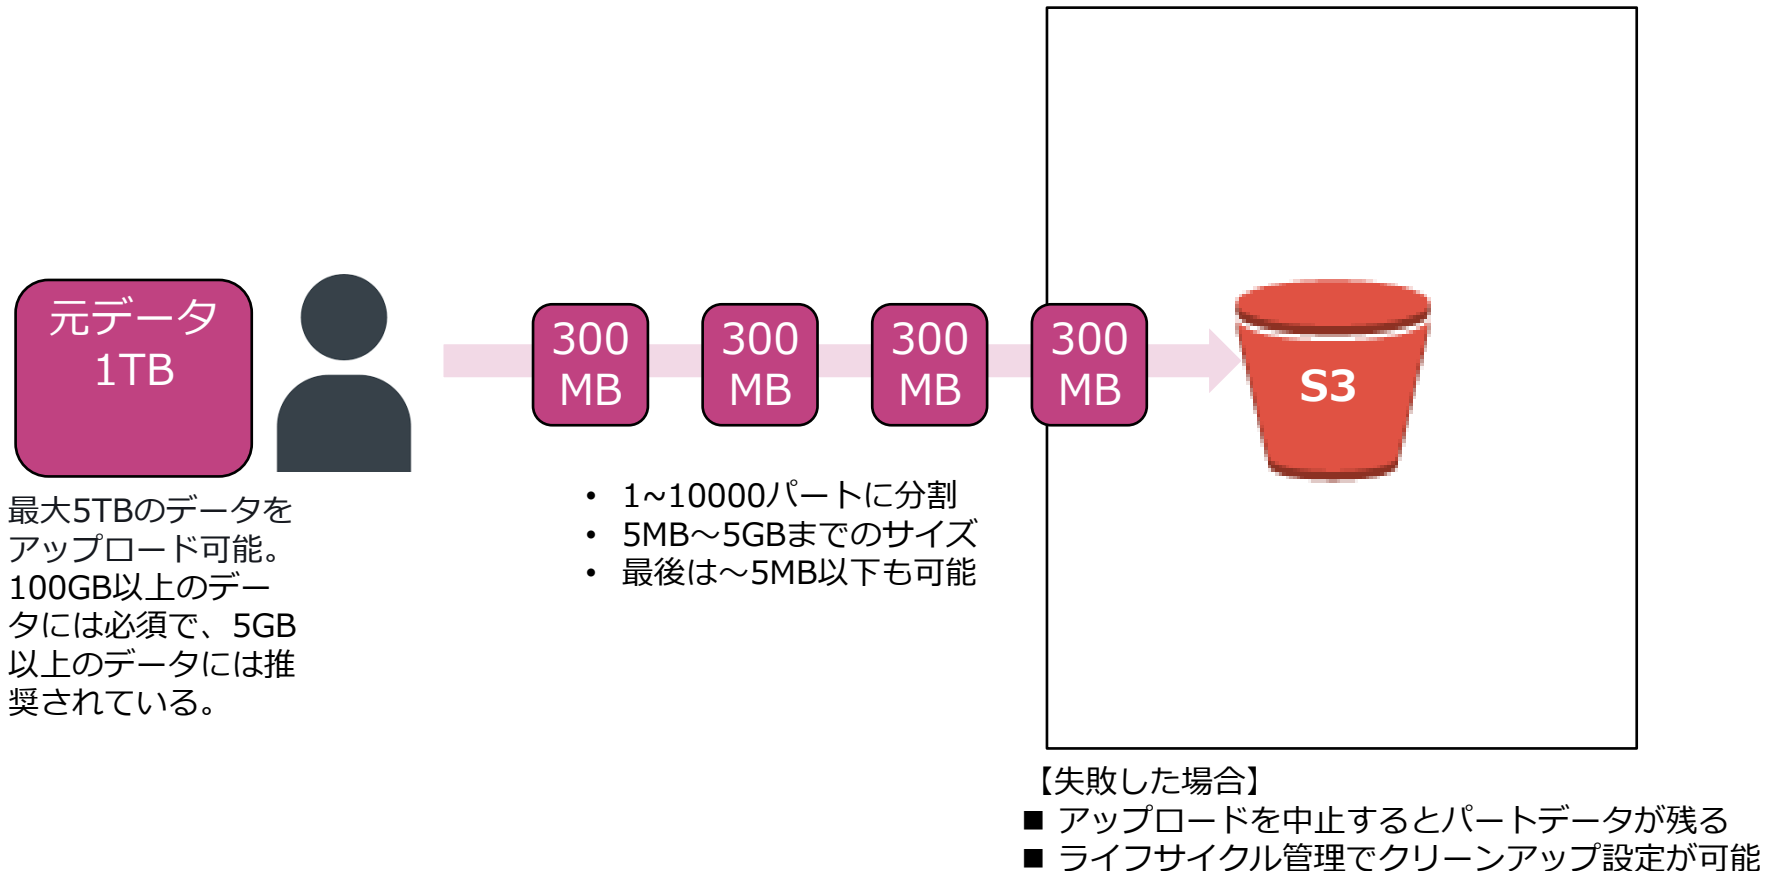 元データ
1TB
300
MB
300
MB
300
MB
300
MB
S3
最大5TBのデータを
アップロード可能。
100GB以上のデー
タには必須で、5GB
以上のデータには推
奨されている。
• 1~10000パートに分割
• 5MB～5GBまでのサイズ
• 最後は～5MB以下も可能
【失敗した場合】
■ アップロードを中止するとパートデータが残る
■ ライフサイクル管理でクリーンアップ設定が可能